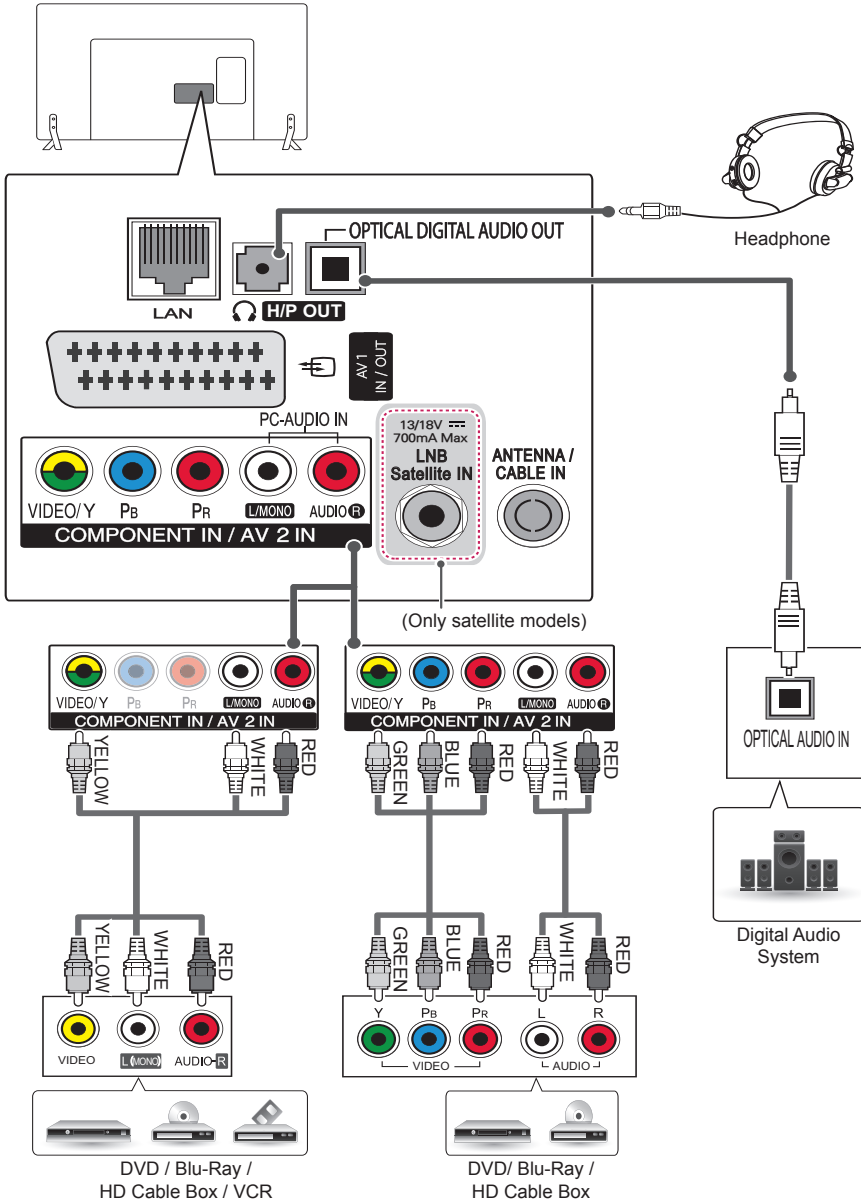 OPTICAL DIGITAL AUDIO OUT
Headphone
LAN
H/P OUT
AV 1
IN / OUT
PC-AUDIO IN
13/18V
700mA Max
LNB
Satellite IN
ANTENNA /
CABLE IN
VIDEO/ Y PB PR L/MONO AUDIO R
COMPONENT IN / AV 2 IN
(Only satellite models)
VIDEO/Y PB PR L/MONO AUDIO R
COMPONENT IN / AV 2 IN
VIDEO/Y PB PR L/MONO AUDIO R
COMPONENT IN / AV 2 IN
YELLOW WHITE RED
GREEN BLUE RED WHITE RED
OPTICAL AUDIO IN
Digital Audio
System
YELLOW WHITE RED
GREEN BLUE RED WHITE RED
VIDEO L(MONO) AUDIO-R
Y PB PR L R
VIDEO AUDIO
DVD / Blu-Ray /
HD Cable Box / VCR
DVD/ Blu-Ray /
HD Cable Box